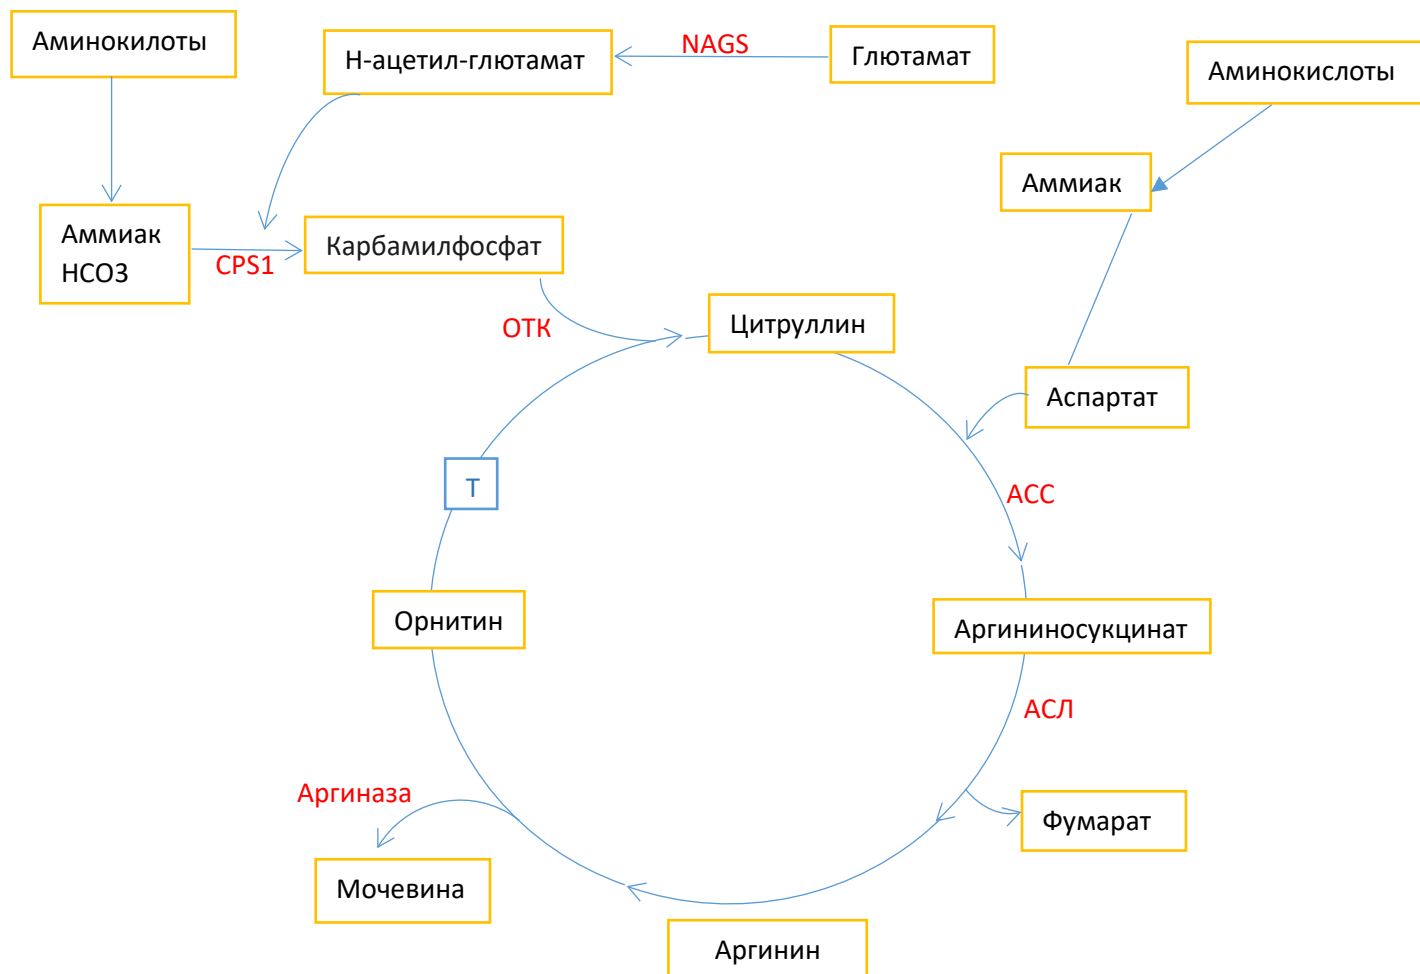 Аминокилоты
Н-ацетил-глютамат
NAGS
Глютамат
Аминокислоты
Аммиак
Аммиак
НСО3
CPS1
Карбамилфосфат
ОТК
Цитруллин
Аспартат
Т
АСС
Орнитин
Аргининосукцинат
АСЛ
Аргиназа
Фумарат
Мочевина
Аргинин